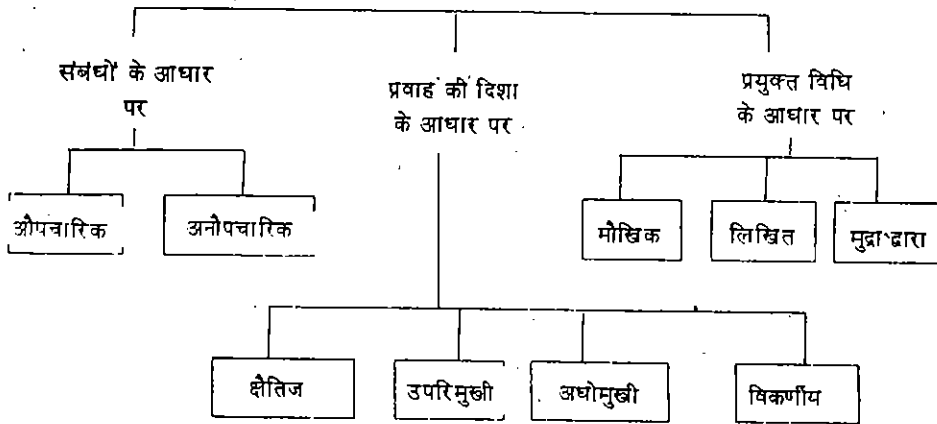 संबंधों के आधार
पर
प्रवाह की दिशा
के आधार पर
प्रयुक्त विधि
के आधार पर
औपचारिक
अनौपचारिक
मौखिक
लिखित
मुद्रा द्वारा
क्षैतिज
उपरिमुखी
अधोमुखी
विकर्णीय